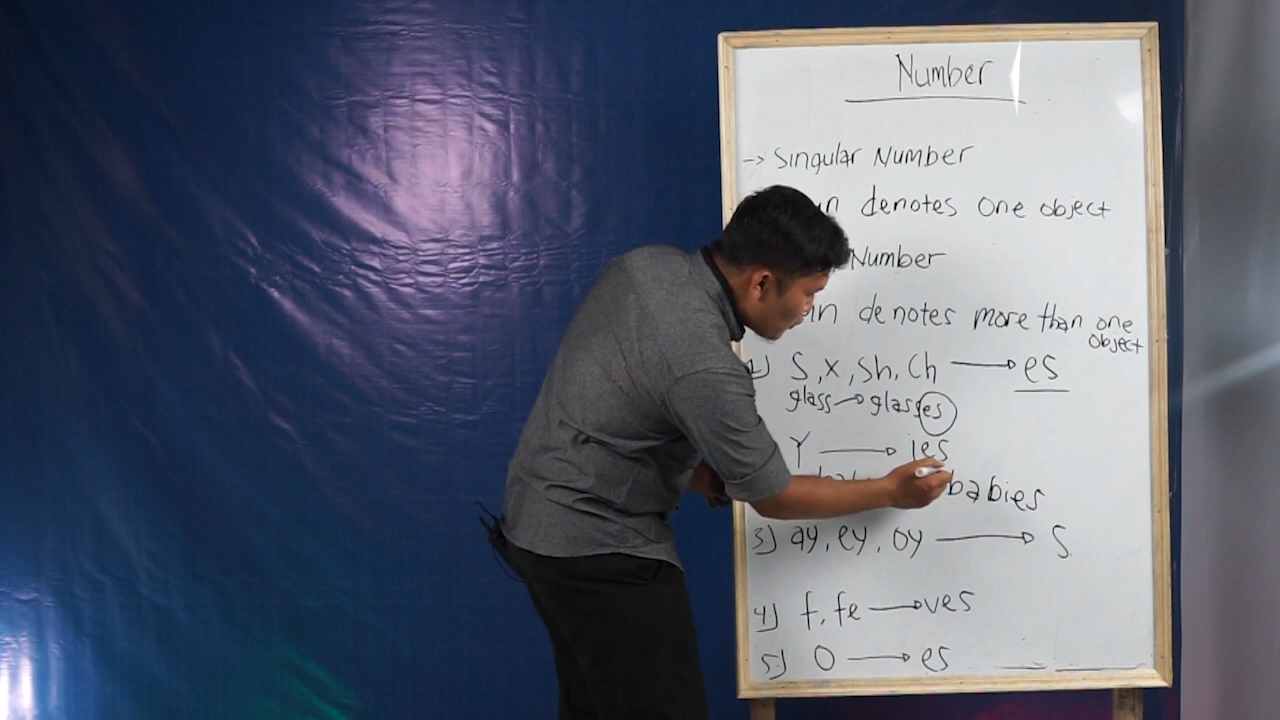 Number
-> Singular Number
denotes one object
Number
denotes more than one
object
1) S, x, sh, ch → es
glass → glasses
Y → ies
babies
3) ay, ey, oy → S
4) f, fe → ves
5) O → es